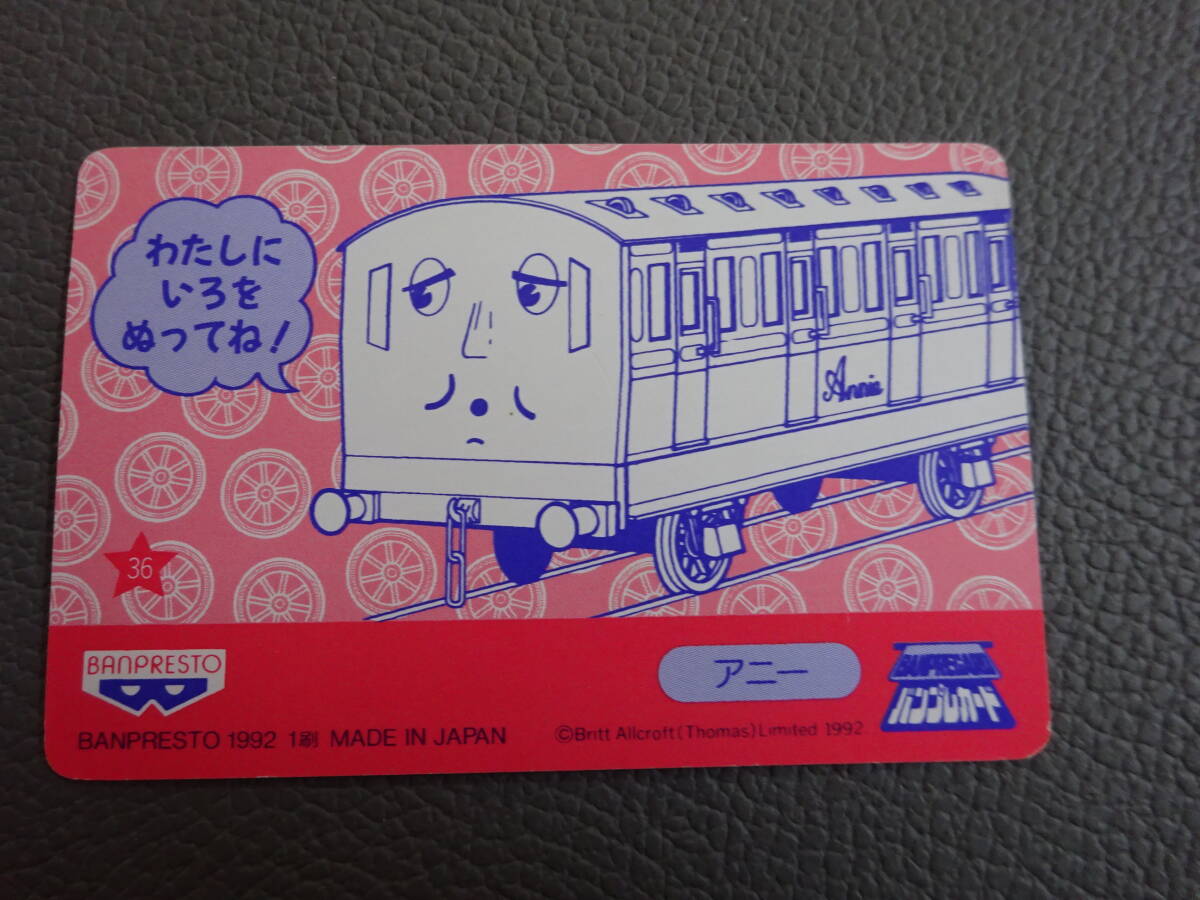 わたしに
いろを
ぬってね!
Annie
36
BANPRESTO
アニー
BANPRECARD
バンプレカード
BANPRESTO 1992 1刷 MADE IN JAPAN
©Britt Allcroft(Thomas)Limited 1992